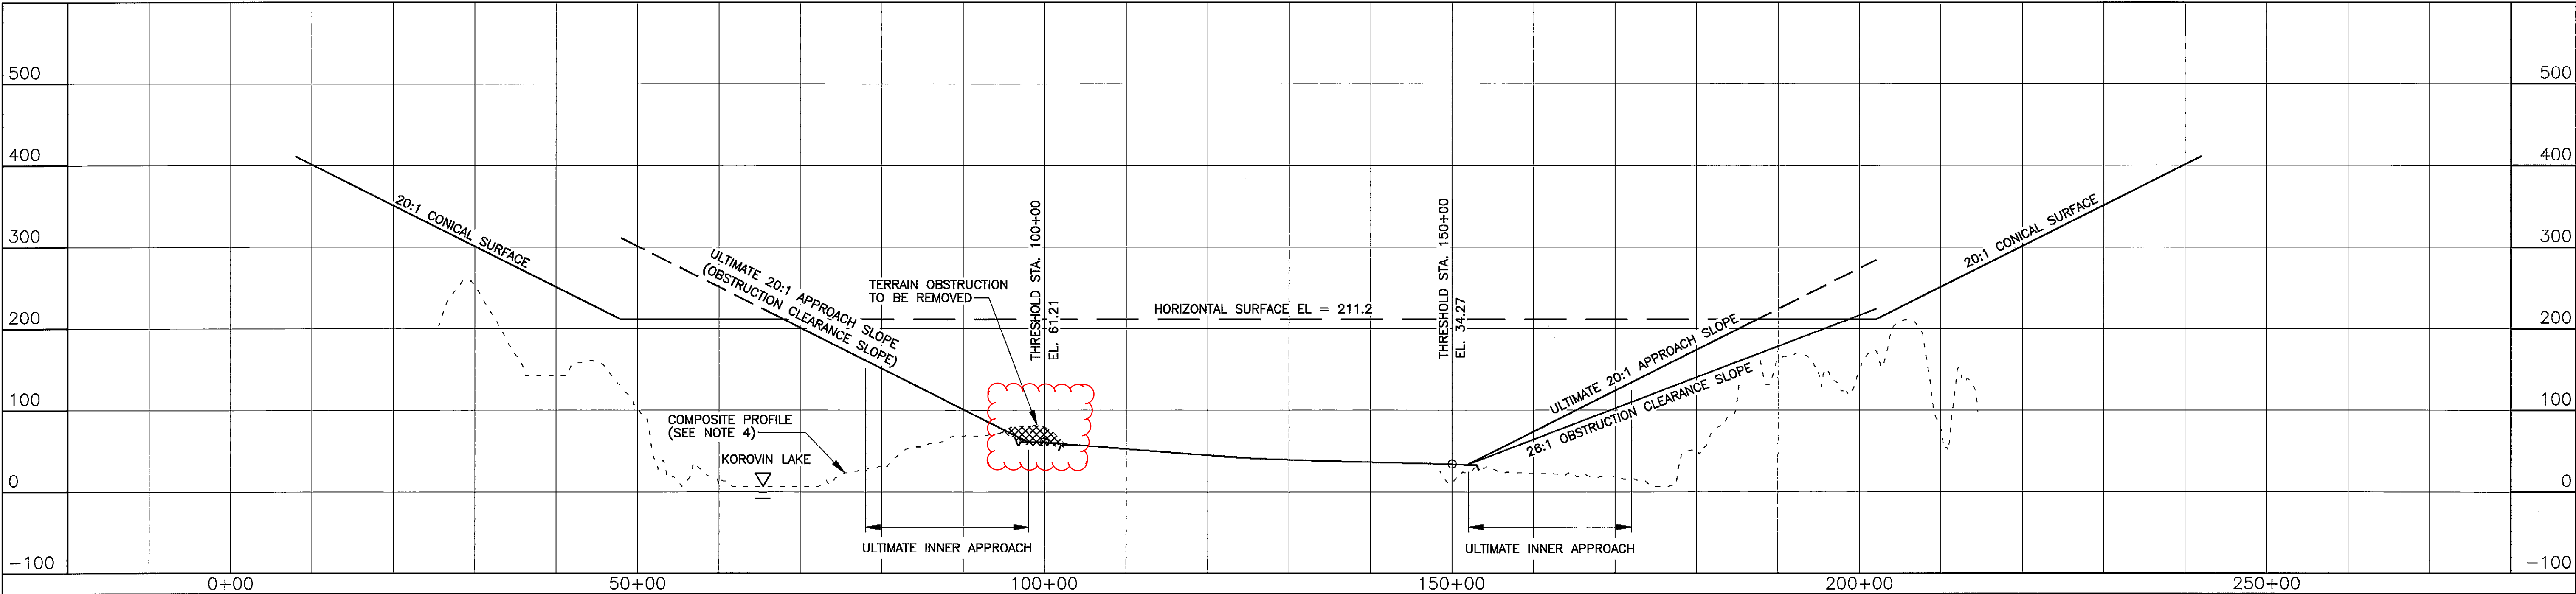 500
500
400
400
20:1 CONICAL SURFACE
20:1 CONICAL SURFACE
300
300
ULTIMATE 20:1 APPROACH SLOPE
(OBSTRUCTION CLEARANCE SLOPE)
TERRAIN OBSTRUCTION
TO BE REMOVED
THRESHOLD STA. 100+00
EL. 61.21
HORIZONTAL SURFACE EL = 211.2
THRESHOLD STA. 150+00
EL. 34.27
200
200
ULTIMATE 20:1 APPROACH SLOPE
26:1 OBSTRUCTION CLEARANCE SLOPE
100
100
COMPOSITE PROFILE
(SEE NOTE 4)
KOROVIN LAKE
0
0
ULTIMATE INNER APPROACH
ULTIMATE INNER APPROACH
-100
-100
0+00
50+00
100+00
150+00
200+00
250+00